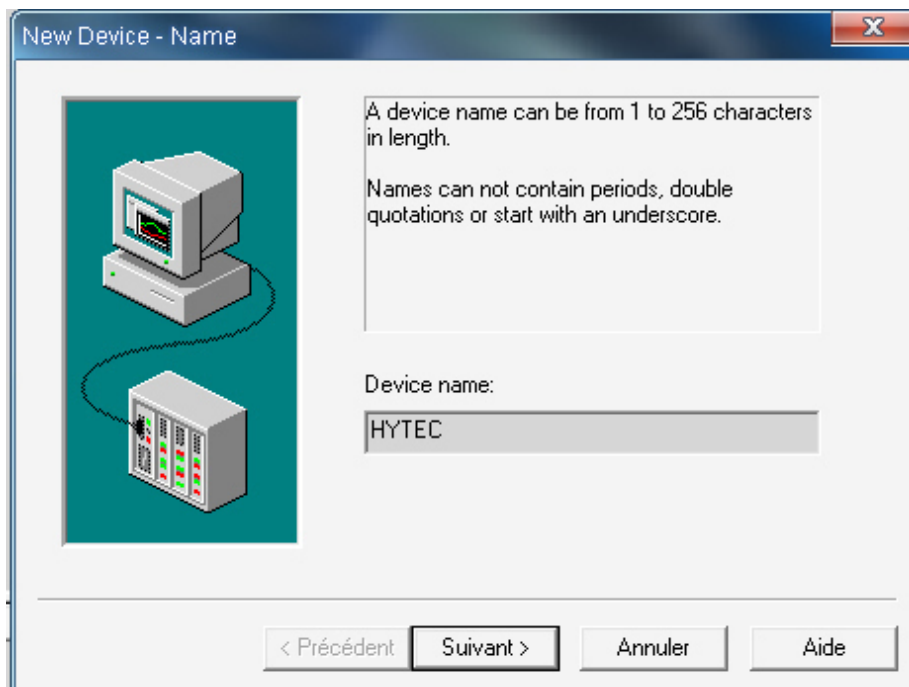 New Device - Name
A device name can be from 1 to 256 characters
in length.
Names can not contain periods, double
quotations or start with an underscore.
Device name:
HYTEC
< Précédent
Suivant >
Annuler
Aide